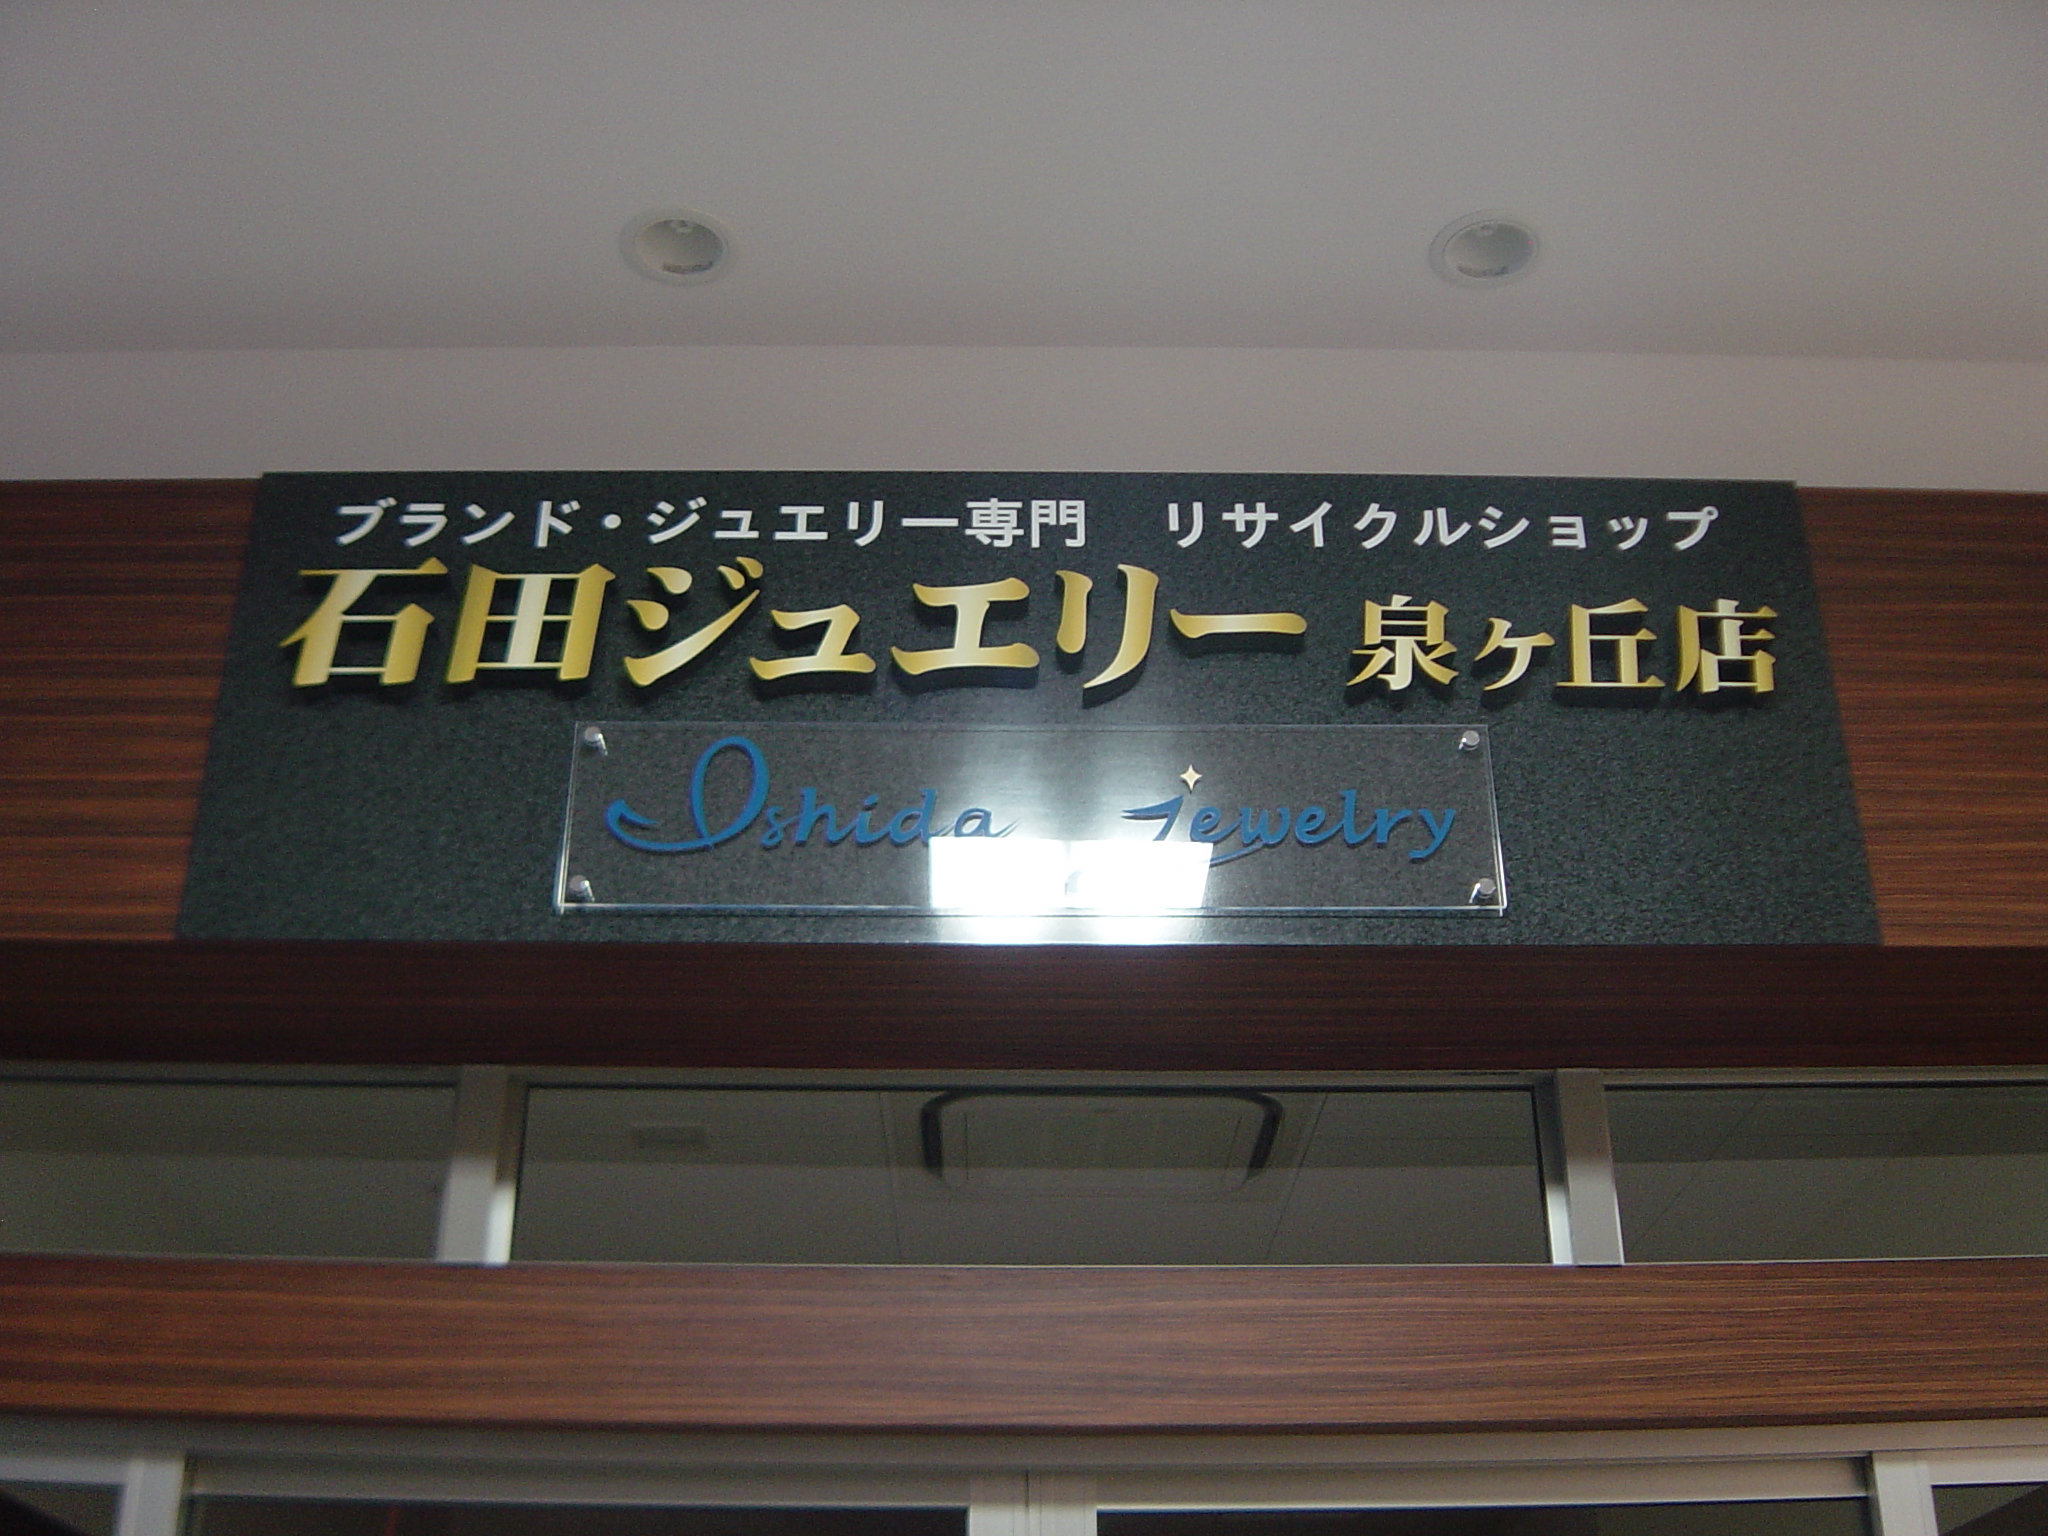 ブランド・ジュエリー専門　リサイクルショップ
石田ジュエリー 泉ヶ丘店
Ishida Jewelry